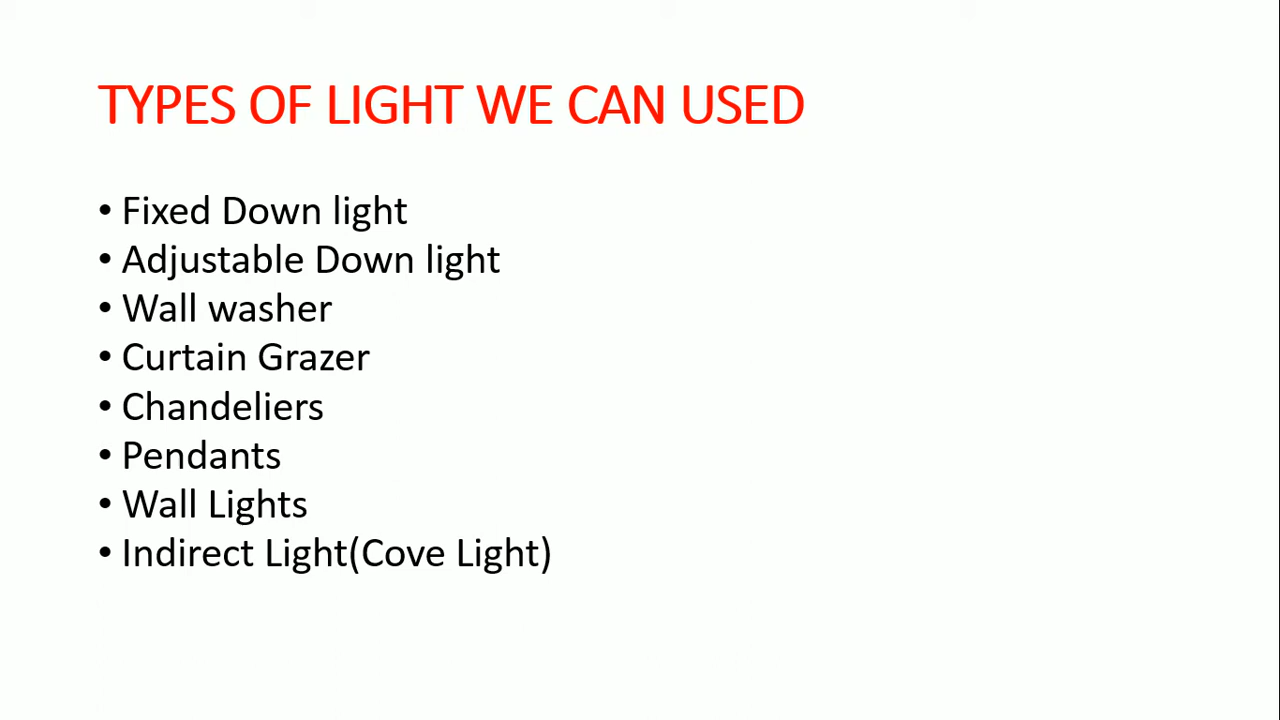 TYPES OF LIGHT WE CAN USED
• Fixed Down light
• Adjustable Down light
• Wall washer
• Curtain Grazer
• Chandeliers
• Pendants
• Wall Lights
• Indirect Light(Cove Light)